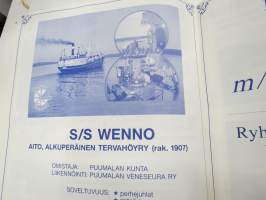 S/S WENNO
AITO, ALKUPERÄINEN TERVAHÖYRY (rak. 1907)
OMISTAJA: PUUMALAN KUNTA
LIIKENNÖINTI: PUUMALAN VENESEURA RY
SOVELTUVUUS: ★ perhejuhlat
m/
Ryh